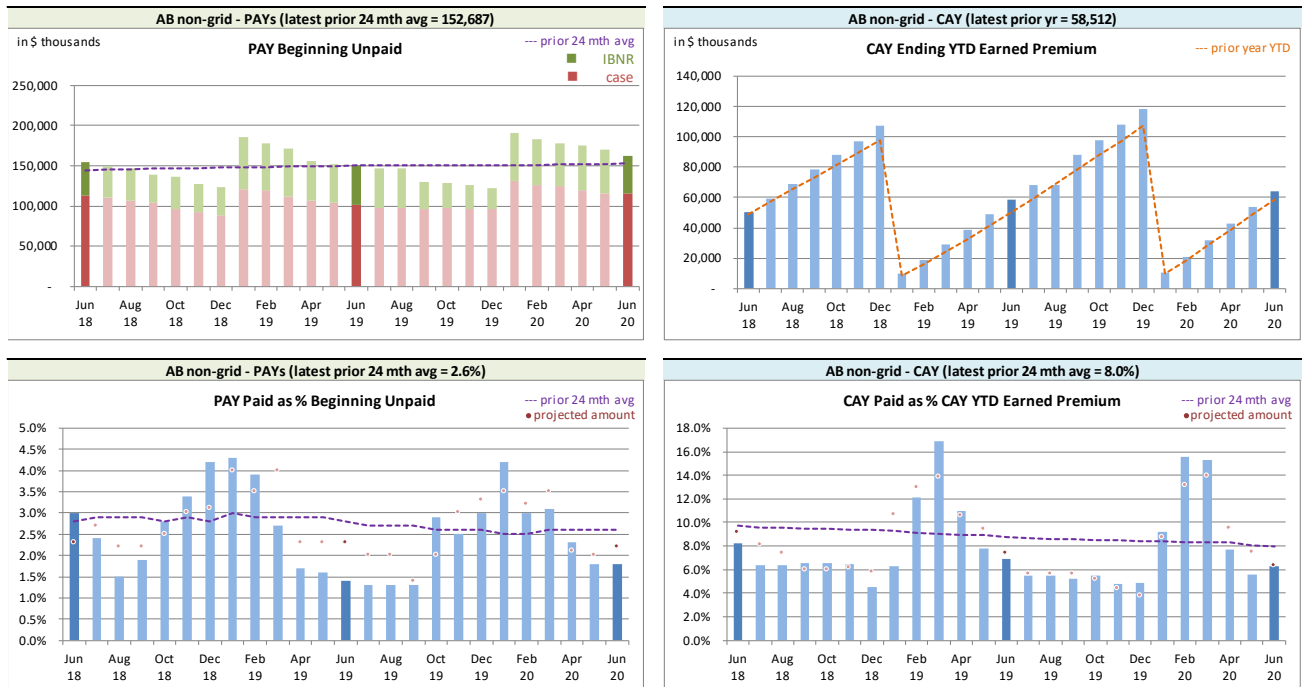 AB non-grid - PAYs (latest prior 24 mth avg = 152,687)
in $ thousands
PAY Beginning Unpaid
--- prior 24 mth avg
IBNR
case
250,000
200,000
150,000
100,000
50,000
-
Jun Aug Oct Dec Feb Apr Jun Aug Oct Dec Feb Apr Jun
18 18 18 18 19 19 19 19 19 19 20 20 20
AB non-grid - CAY (latest prior yr = 58,512)
in $ thousands
CAY Ending YTD Earned Premium
--- prior year YTD
140,000
120,000
100,000
80,000
60,000
40,000
20,000
-
Jun Aug Oct Dec Feb Apr Jun Aug Oct Dec Feb Apr Jun
18 18 18 18 19 19 19 19 19 19 20 20 20
AB non-grid - PAYs (latest prior 24 mth avg = 2.6%)
PAY Paid as % Beginning Unpaid
--- prior 24 mth avg
projected amount
5.0%
4.5%
4.0%
3.5%
3.0%
2.5%
2.0%
1.5%
1.0%
0.5%
0.0%
Jun Aug Oct Dec Feb Apr Jun Aug Oct Dec Feb Apr Jun
18 18 18 18 19 19 19 19 19 19 20 20 20
AB non-grid - CAY (latest prior 24 mth avg = 8.0%)
CAY Paid as % CAY YTD Earned Premium
--- prior 24 mth avg
projected amount
18.0%
16.0%
14.0%
12.0%
10.0%
8.0%
6.0%
4.0%
2.0%
0.0%
Jun Aug Oct Dec Feb Apr Jun Aug Oct Dec Feb Apr Jun
18 18 18 18 19 19 19 19 19 19 20 20 20